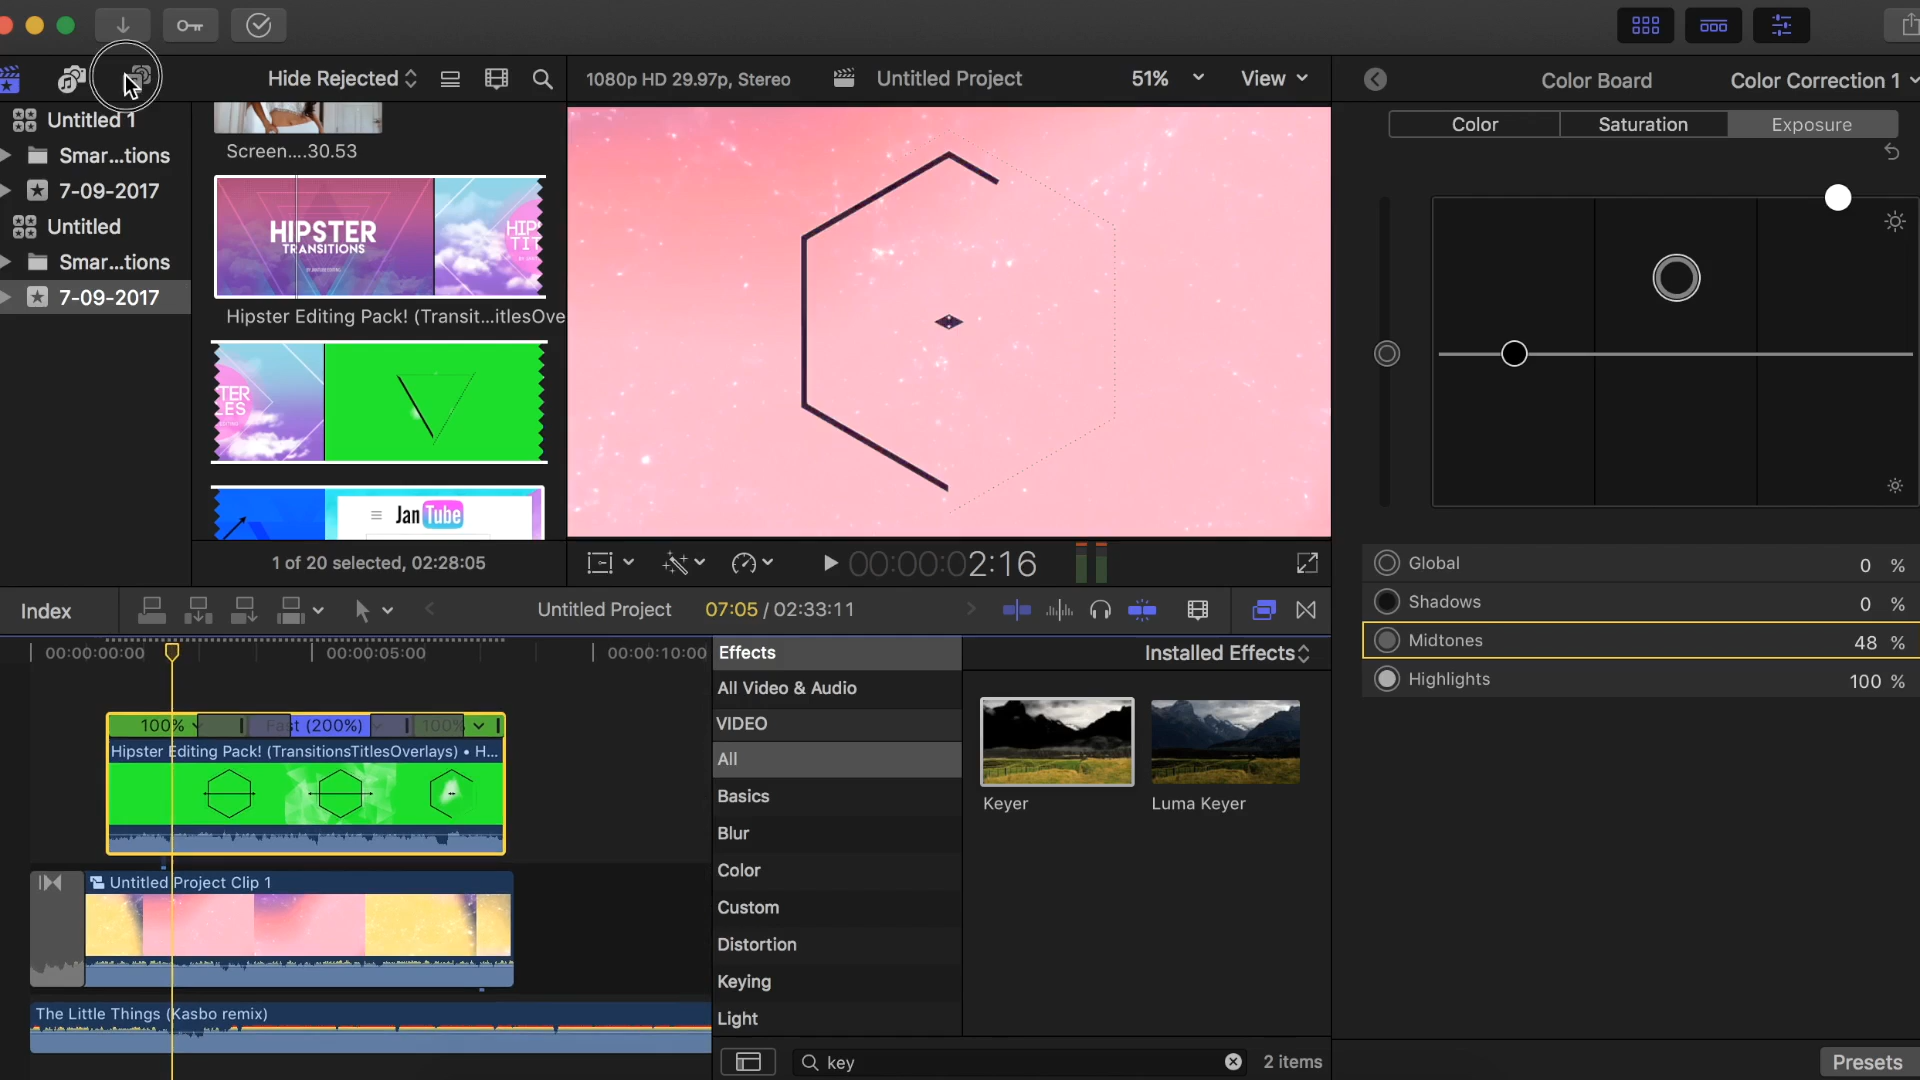 Hide Rejected
1080p HD 29.97p, Stereo
Untitled Project
51%
View
Color Board
Color Correction 1
Untitled 1
Smar...tions
7-09-2017
Untitled
Smar...tions
7-09-2017
Screen....30.53
HIPSTER
TRANSITIONS
HIP
TIT
Hipster Editing Pack! (Transit...itlesOve
TER
LES
Jan Tube
1 of 20 selected, 02:28:05
Color
Saturation
Exposure
00:00:02:16
Global
0 %
Shadows
0 %
Midtones
48 %
Highlights
100 %
Index
Untitled Project
07:05 / 02:33:11
00:00:00:00
00:00:05:00
00:00:10:00
100%
Fast (200%)
100%
Hipster Editing Pack! (TransitionsTitlesOverlays) • H...
Untitled Project Clip 1
The Little Things (Kasbo remix)
Effects
Installed Effects
All Video & Audio
VIDEO
All
Basics
Blur
Color
Custom
Distortion
Keying
Light
Keyer
Luma Keyer
key
2 items
Presets